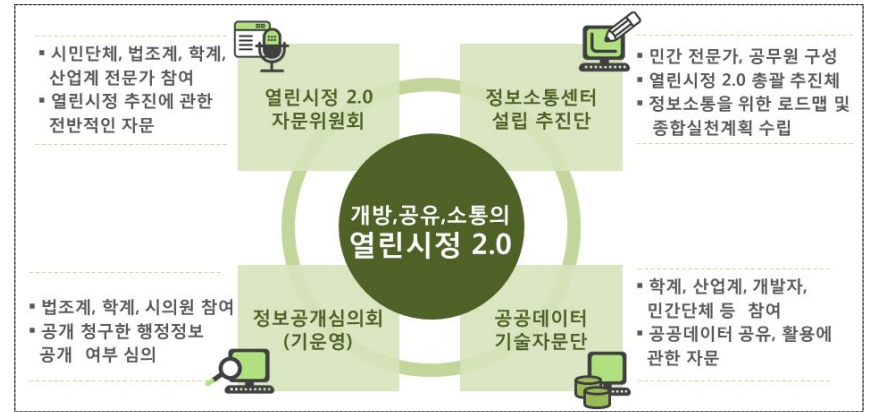 ▪ 시민단체, 법조계, 학계,
산업계 전문가 참여
▪ 열린시정 추진에 관한
전반적인 자문
열린시정 2.0
자문위원회
정보소통센터
설립 추진단
▪ 민간 전문가, 공무원 구성
▪ 열린시정 2.0 총괄 추진체
▪ 정보소통을 위한 로드맵 및
종합실천계획 수립
개방,공유,소통의
열린시정 2.0
▪ 법조계, 학계, 시의원 참여
▪ 공개 청구한 행정정보
공개 여부 심의
정보공개심의회
(기운영)
공공데이터
기술자문단
▪ 학계, 산업계, 개발자,
민간단체 등 참여
▪ 공공데이터 공유, 활용에
관한 자문